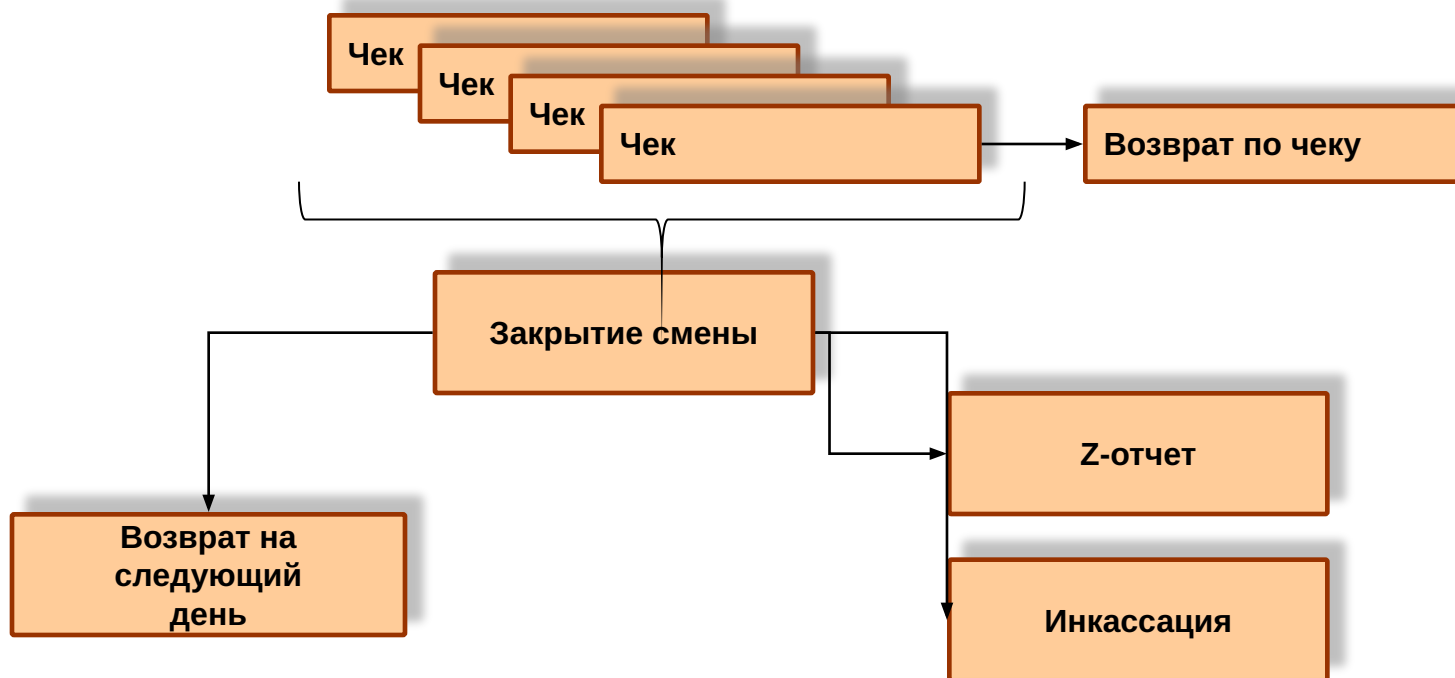 Чек
Чек
Чек
Чек
Возврат по чеку
Закрытие смены
Z-отчет
Возврат на
следующий
день
Инкассация